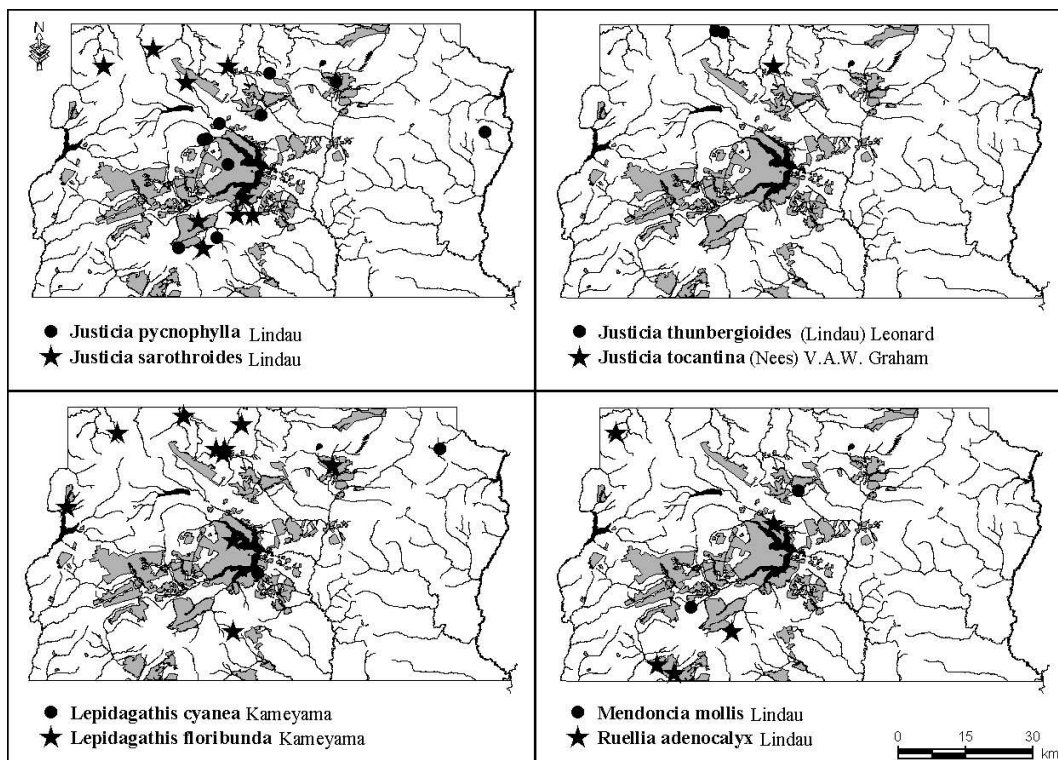 N
Justicia pycnophylla Lindau
Justicia sarothroides Lindau
Justicia thunbergioides (Lindau) Leonard
Justicia tocantina (Nees) V.A.W. Graham
Lepidagathis cyanea Kameyama
Lepidagathis floribunda Kameyama
Mendoncia mollis Lindau
Ruellia adenocalyx Lindau
0 15 30
km